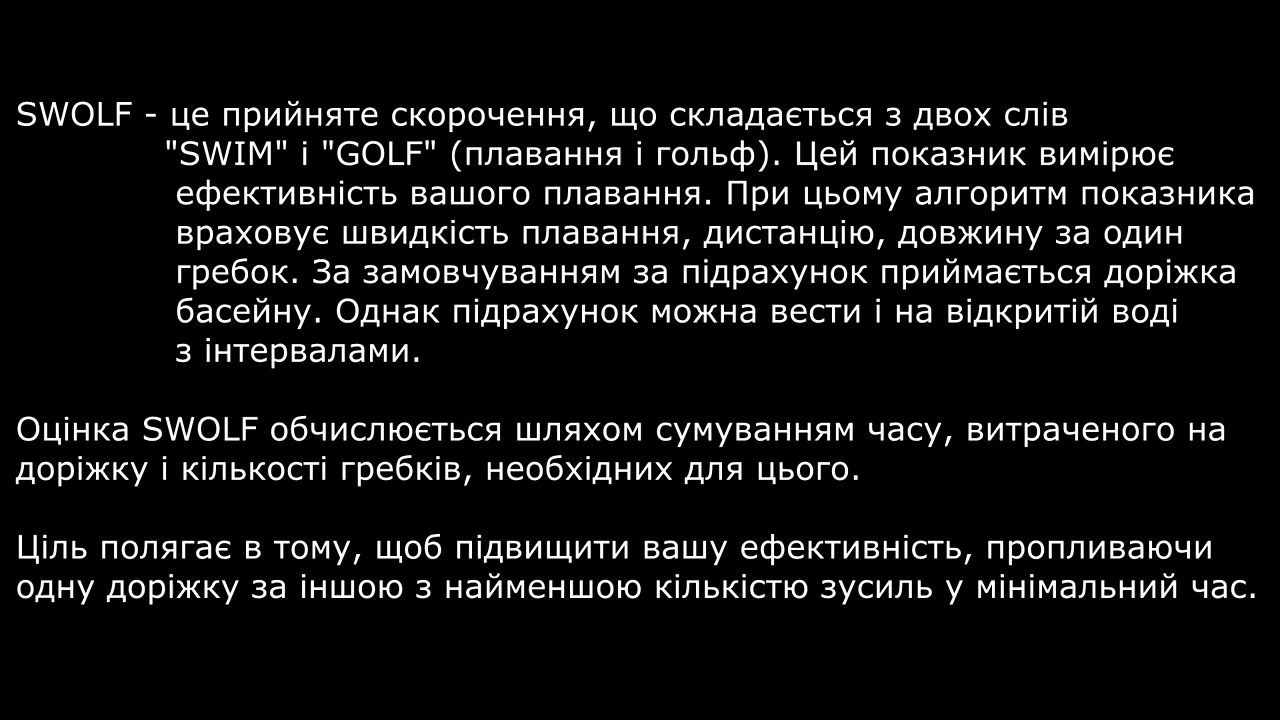 SWOLF - це прийняте скорочення, що складається з двох слів
"SWIM" і "GOLF" (плавання і гольф). Цей показник вимірює
ефективність вашого плавання. При цьому алгоритм показника
враховує швидкість плавання, дистанцію, довжину за один
гребок. За замовчуванням за підрахунок приймається доріжка
басейну. Однак підрахунок можна вести і на відкритій воді
з інтервалами.
Оцінка SWOLF обчислюється шляхом сумуванням часу, витраченого на
доріжку і кількості гребків, необхідних для цього.
Ціль полягає в тому, щоб підвищити вашу ефективність, пропливаючи
одну доріжку за іншою з найменшою кількістю зусиль у мінімальний час.